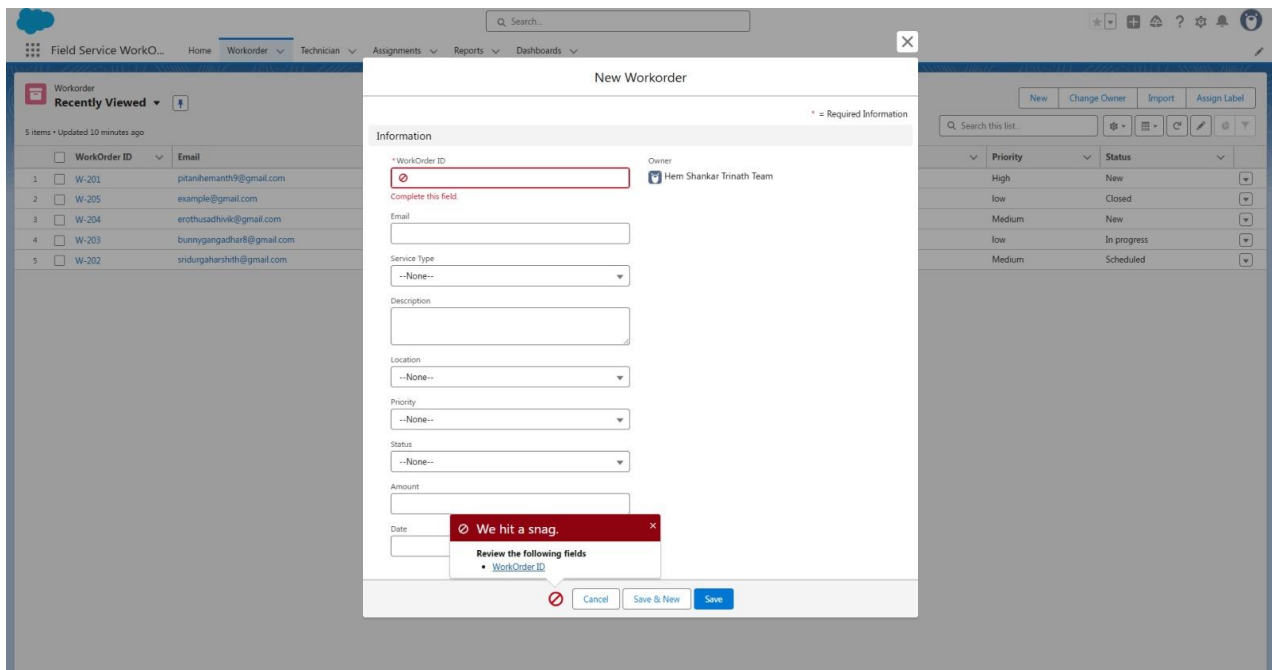 Search...
Field Service WorkO... Home Workorder Technician Assignments Reports Dashboards
New Workorder
Workorder
Recently Viewed
New Change Owner Import Assign Label
* = Required Information
5 items • Updated 10 minutes ago
Search this list...
Information
WorkOrder ID Email Priority Status
1 W-201 pitanihemanth9@gmail.com High New
2 W-205 example@gmail.com low Closed
3 W-204 erothusadhivik@gmail.com Medium New
4 W-203 bunnygangadhar8@gmail.com low In progress
5 W-202 sridurgaharshith@gmail.com Medium Scheduled
* WorkOrder ID
Complete this field.
Owner
Hem Shankar Trinath Team
Email
Service Type
--None--
Description
Location
--None--
Priority
--None--
Status
--None--
Amount
Date
We hit a snag.
Review the following fields
• WorkOrder ID
Cancel Save & New Save